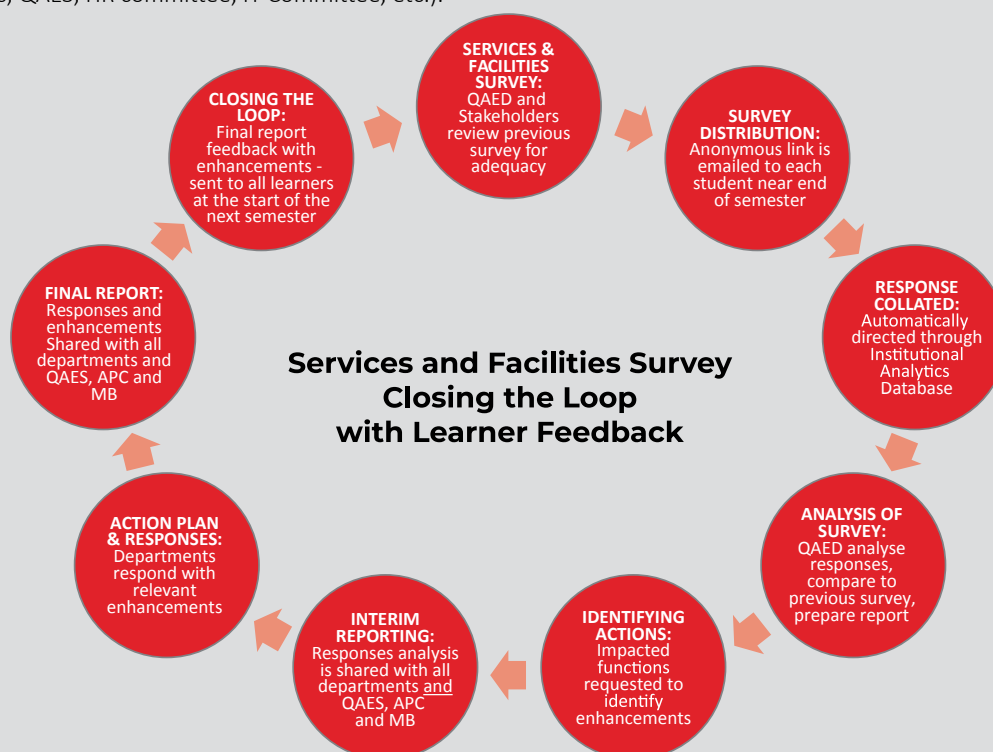 QAES, HR committee, IT Committee, etc.).
SERVICES &
FACILITIES
SURVEY:
QAED and
Stakeholders
review previous
survey for
adequacy
SURVEY
DISTRIBUTION:
Anonymous link is
emailed to each
student near end
of semester
RESPONSE
COLLATED:
Automatically
directed through
Institutional
Analytics
Database
ANALYSIS OF
SURVEY:
QAED analyse
responses,
compare to
previous survey,
prepare report
IDENTIFYING
ACTIONS:
Impacted
functions
requested to
identify
enhancements
INTERIM
REPORTING:
Responses analysis
is shared with all
departments and
QAES, APC
and MB
ACTION PLAN
& RESPONSES:
Departments
respond with
relevant
enhancements
FINAL REPORT:
Responses and
enhancements
Shared with all
departments and
QAES, APC and
MB
CLOSING THE
LOOP:
Final report
feedback with
enhancements -
sent to all learners
at the start of the
next semester
Services and Facilities Survey
Closing the Loop
with Learner Feedback